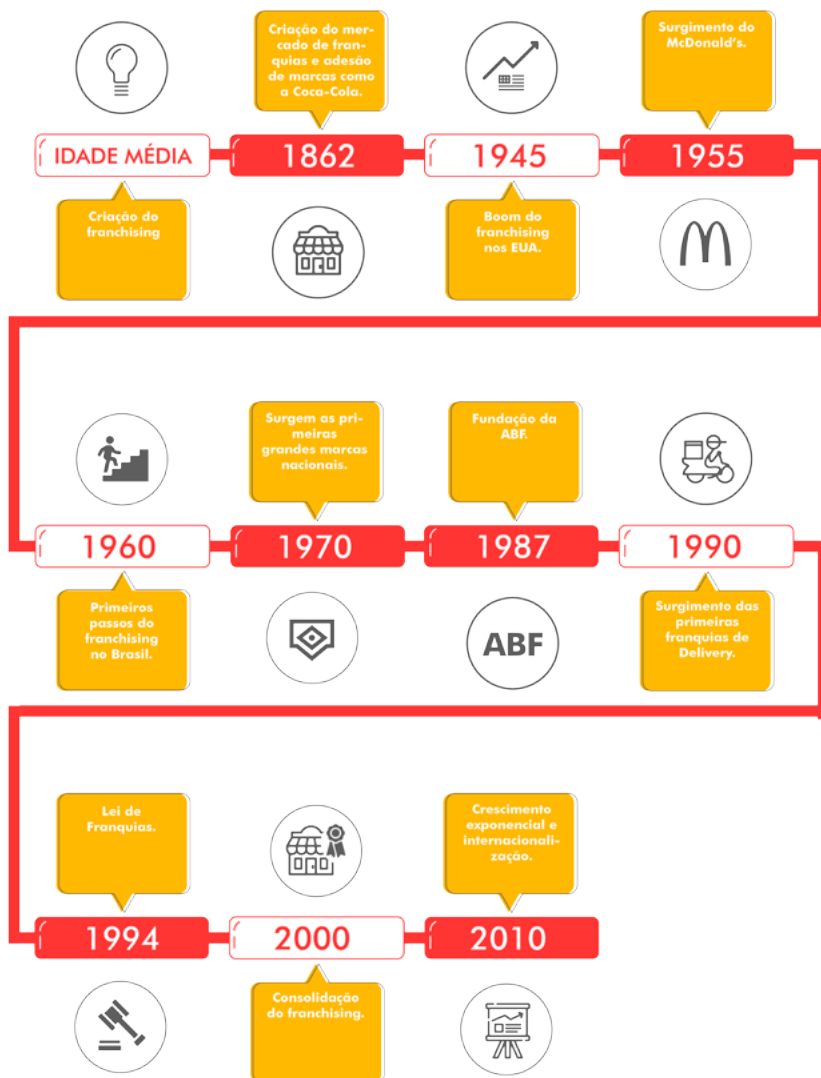 Criação do mer-
cado de fran-
quias e adesão
de marcas como
a Coca-Cola.
Surgimento do
McDonald's.
IDADE MÉDIA
1862
1945
1955
Criação do
franchising
Boom do
franchising
nos EUA.
Surgem as pri-
meiras
grandes marcas
nacionais.
Fundação da
ABF.
1960
1970
1987
1990
Primeiros
passos do
franchising
no Brasil.
ABF
Surgimento das
primeiras
franquias de
Delivery.
Lei de
Franquias.
Crescimento
exponencial e
internacionali-
zação.
1994
2000
2010
Consolidação
do franchising.